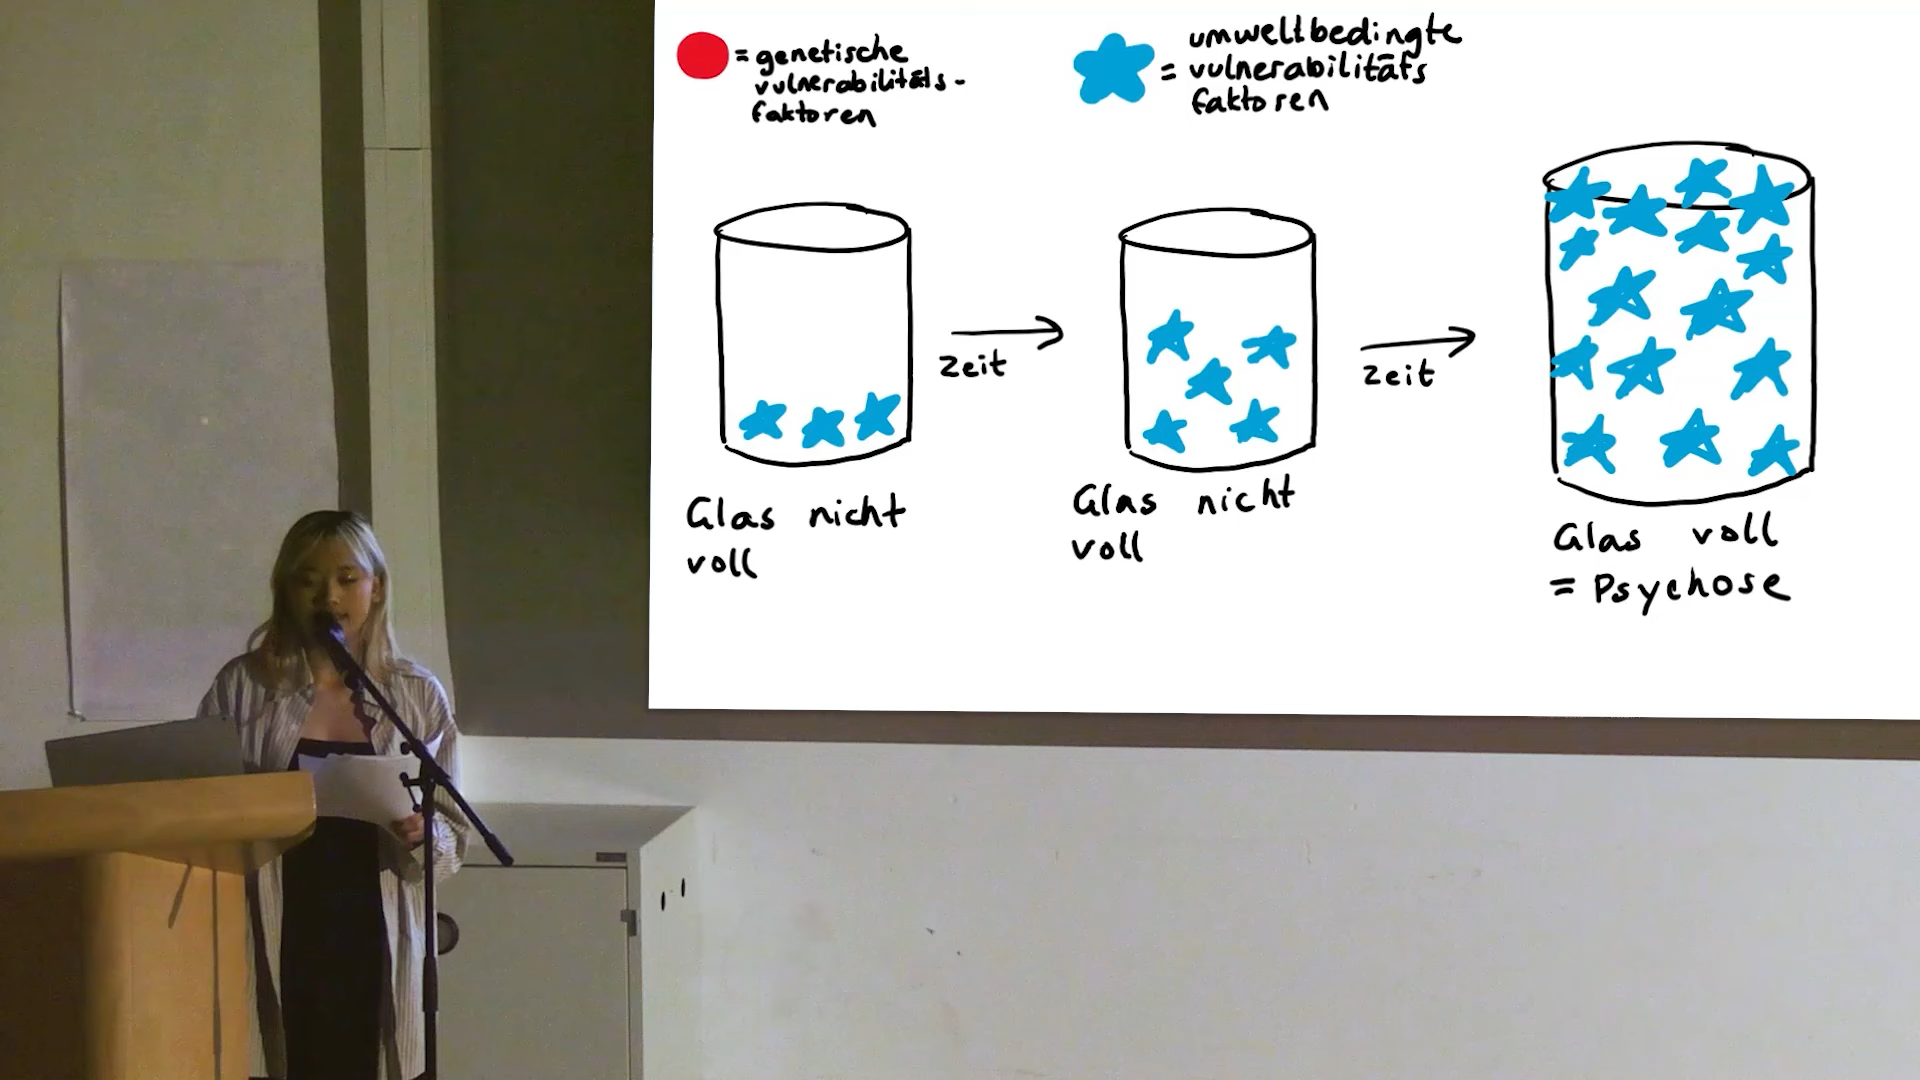 = genetische
vulnerabilitäts-
faktoren
umweltbedingte
= vulnerabilitäts
faktoren
zeit
zeit
Glas nicht
voll
Glas nicht
voll
Glas voll
= Psychose